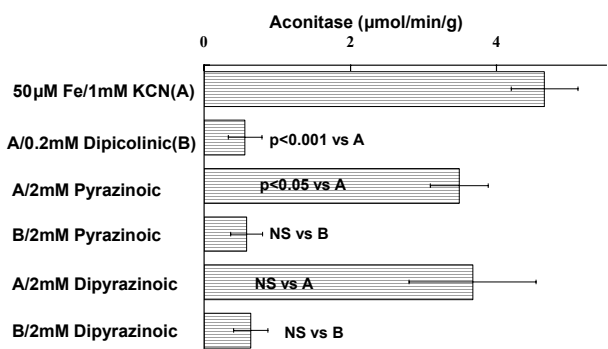 Aconitase (µmol/min/g)
0 2 4
50µM Fe/1mM KCN(A)
A/0.2mM Dipicolinic(B) p<0.001 vs A
A/2mM Pyrazinoic p<0.05 vs A
B/2mM Pyrazinoic NS vs B
A/2mM Dipyrazinoic NS vs A
B/2mM Dipyrazinoic NS vs B